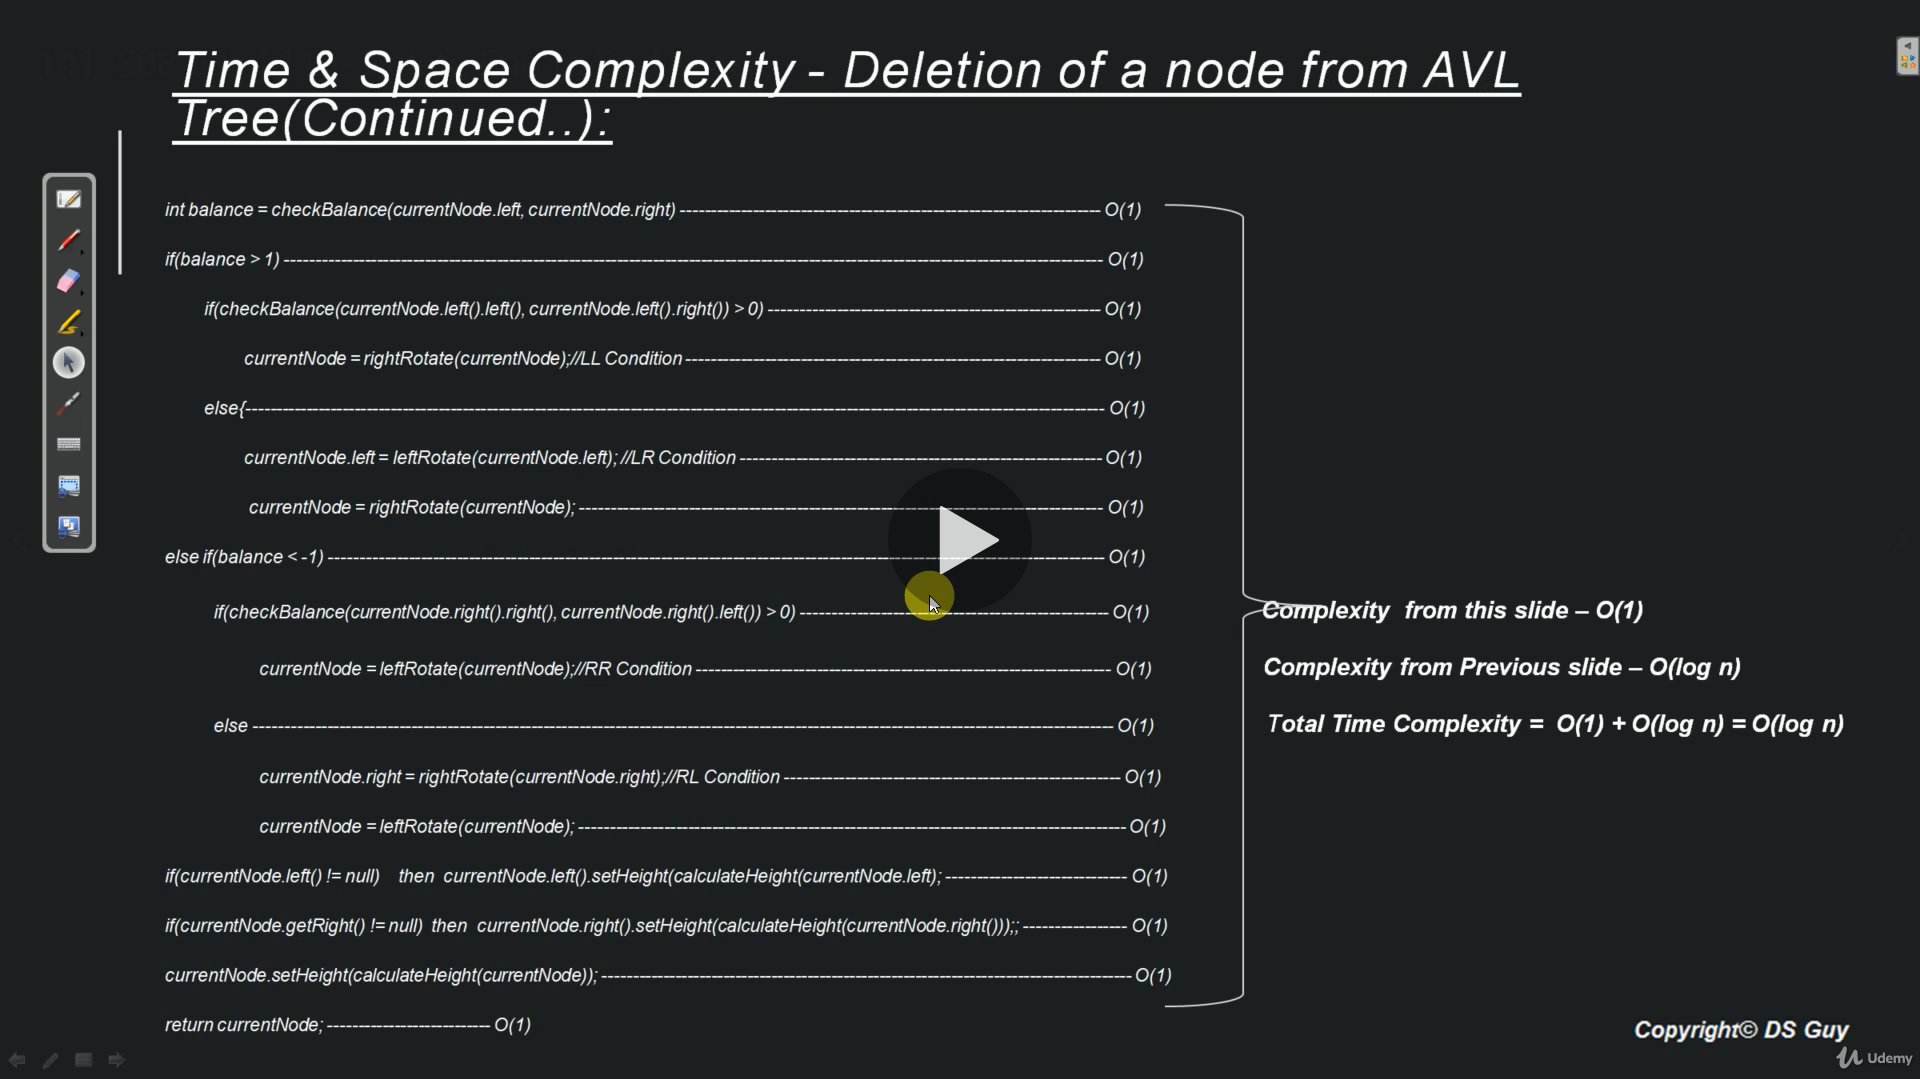 Time & Space Complexity - Deletion of a node from AVL
Tree(Continued..):
int balance = checkBalance(currentNode.left, currentNode.right) ---------------------------------------- O(1)
if(balance > 1) ---------------------------------------- O(1)
if(checkBalance(currentNode.left().left(), currentNode.left().right()) > 0) ---------------------------------------- O(1)
currentNode = rightRotate(currentNode);//LL Condition ---------------------------------------- O(1)
else{---------------------------------------- O(1)
currentNode.left = leftRotate(currentNode.left); //LR Condition ---------------------------------------- O(1)
currentNode = rightRotate(currentNode); ---------------------------------------- O(1)
else if(balance < -1) ---------------------------------------- O(1)
if(checkBalance(currentNode.right().right(), currentNode.right().left()) > 0) ---------------------------------------- O(1)
Complexity from this slide – O(1)
currentNode = leftRotate(currentNode);//RR Condition ---------------------------------------- O(1)
Complexity from Previous slide – O(log n)
else ---------------------------------------- O(1)
Total Time Complexity = O(1) + O(log n) = O(log n)
currentNode.right = rightRotate(currentNode.right);//RL Condition ---------------------------------------- O(1)
currentNode = leftRotate(currentNode); ---------------------------------------- O(1)
if(currentNode.left() != null) then currentNode.left().setHeight(calculateHeight(currentNode.left); ---------------------------- O(1)
if(currentNode.getRight() != null) then currentNode.right().setHeight(calculateHeight(currentNode.right()));; ---------------- O(1)
currentNode.setHeight(calculateHeight(currentNode)); ---------------------------------------- O(1)
return currentNode; -------------------------- O(1)
Copyright© DS Guy
Udemy